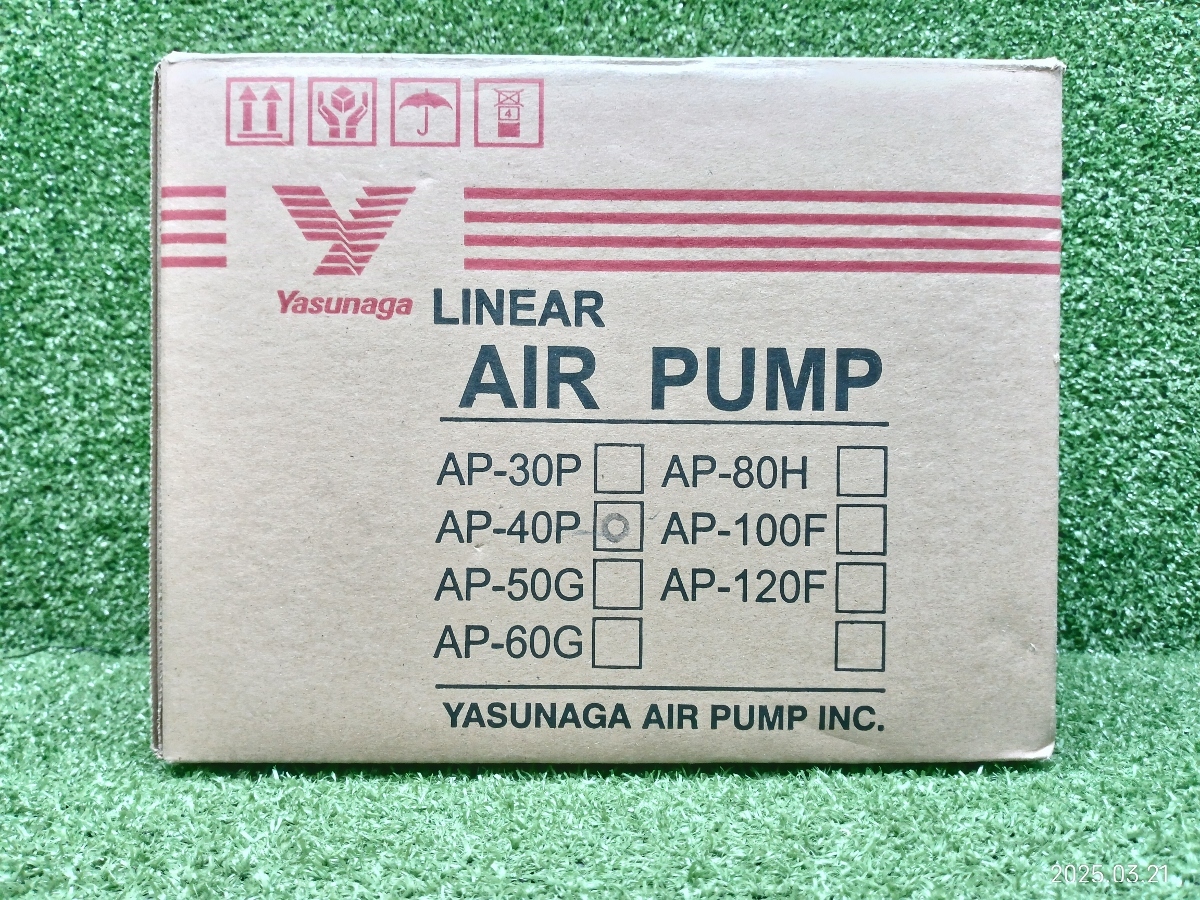 4
Yasunaga
LINEAR
AIR PUMP
AP-30P AP-80H
AP-40P AP-100F
AP-50G AP-120F
AP-60G
YASUNAGA AIR PUMP INC.
2025.03.21